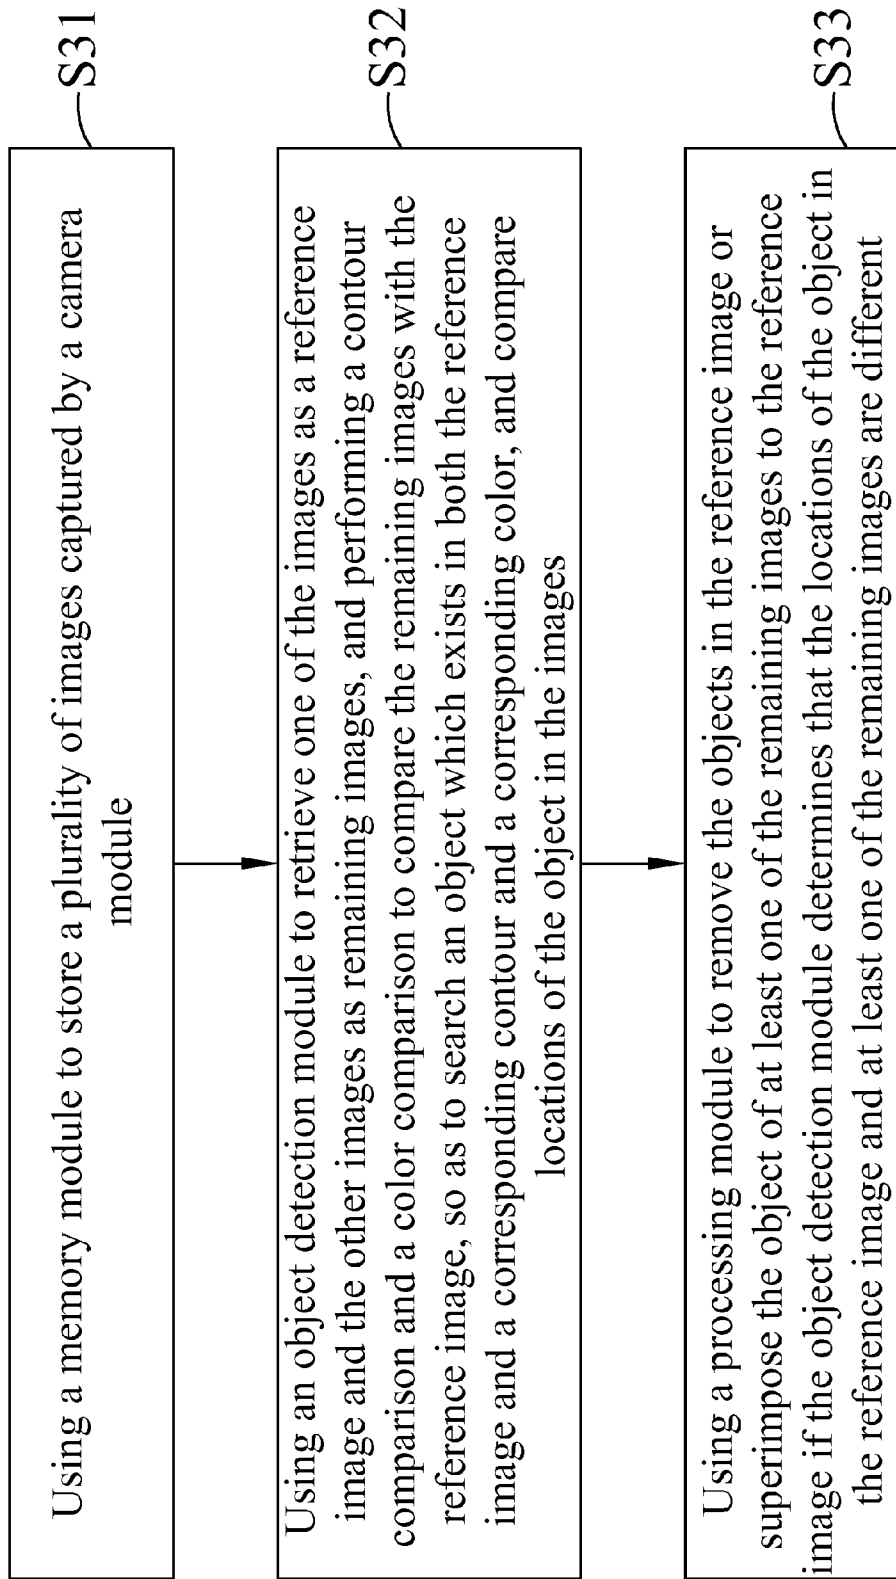 Using a memory module to store a plurality of images captured by a camera
module
S31
Using an object detection module to retrieve one of the images as a reference
image and the other images as remaining images, and performing a contour
comparison and a color comparison to compare the remaining images with the
reference image, so as to search an object which exists in both the reference
image and a corresponding contour and a corresponding color, and compare
locations of the object in the images
S32
Using a processing module to remove the objects in the reference image or
superimpose the object of at least one of the remaining images to the reference
image if the object detection module determines that the locations of the object in
the reference image and at least one of the remaining images are different
S33